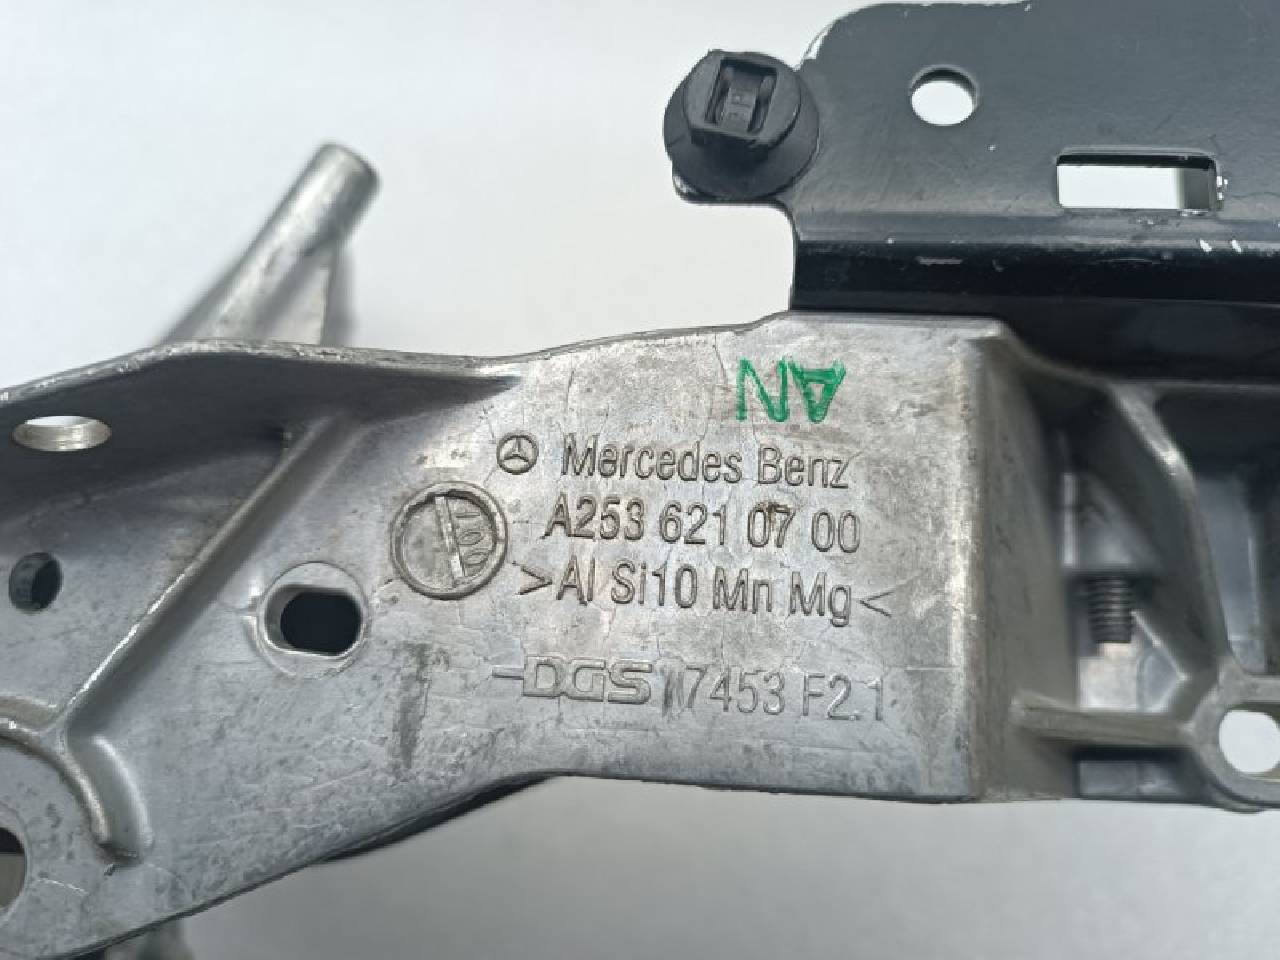 AN
Mercedes Benz
A253 621 07 00
>Al Si10 Mn Mg<
DGS 17453 F2.1